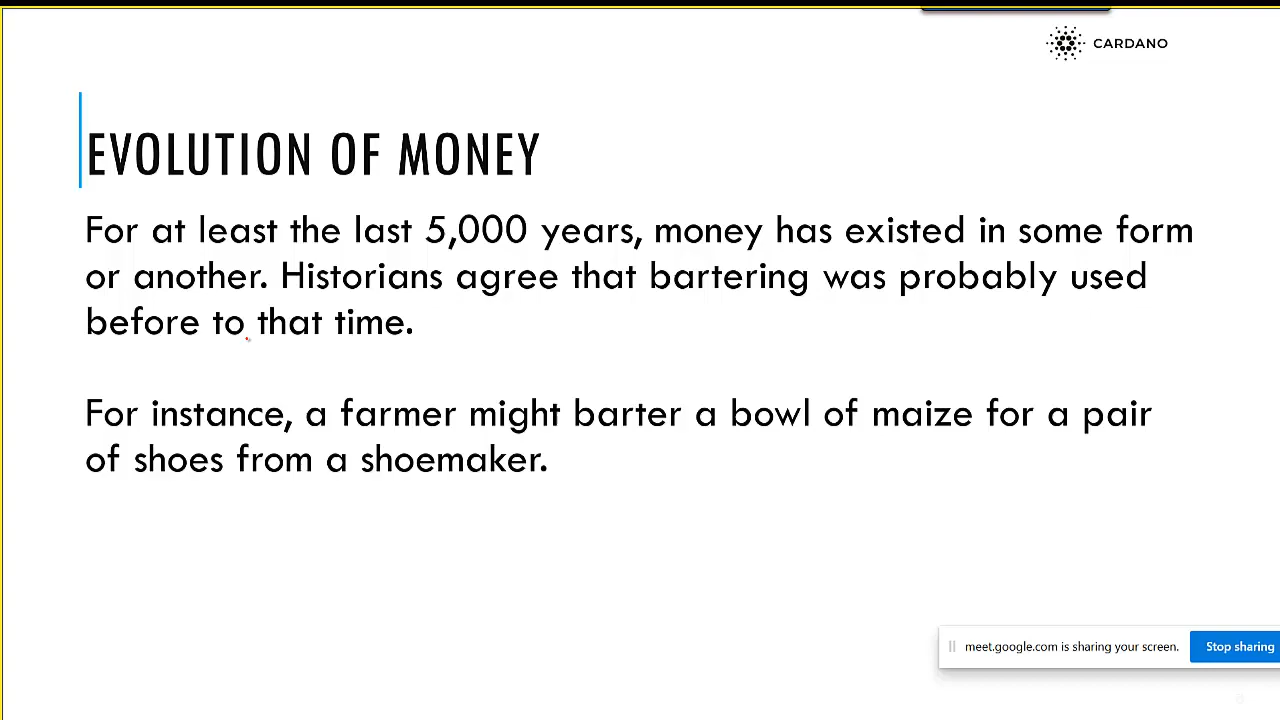 CARDANO
EVOLUTION OF MONEY
For at least the last 5,000 years, money has existed in some form
or another. Historians agree that bartering was probably used
before to that time.
For instance, a farmer might barter a bowl of maize for a pair
of shoes from a shoemaker.
meet.google.com is sharing your screen.
Stop sharing